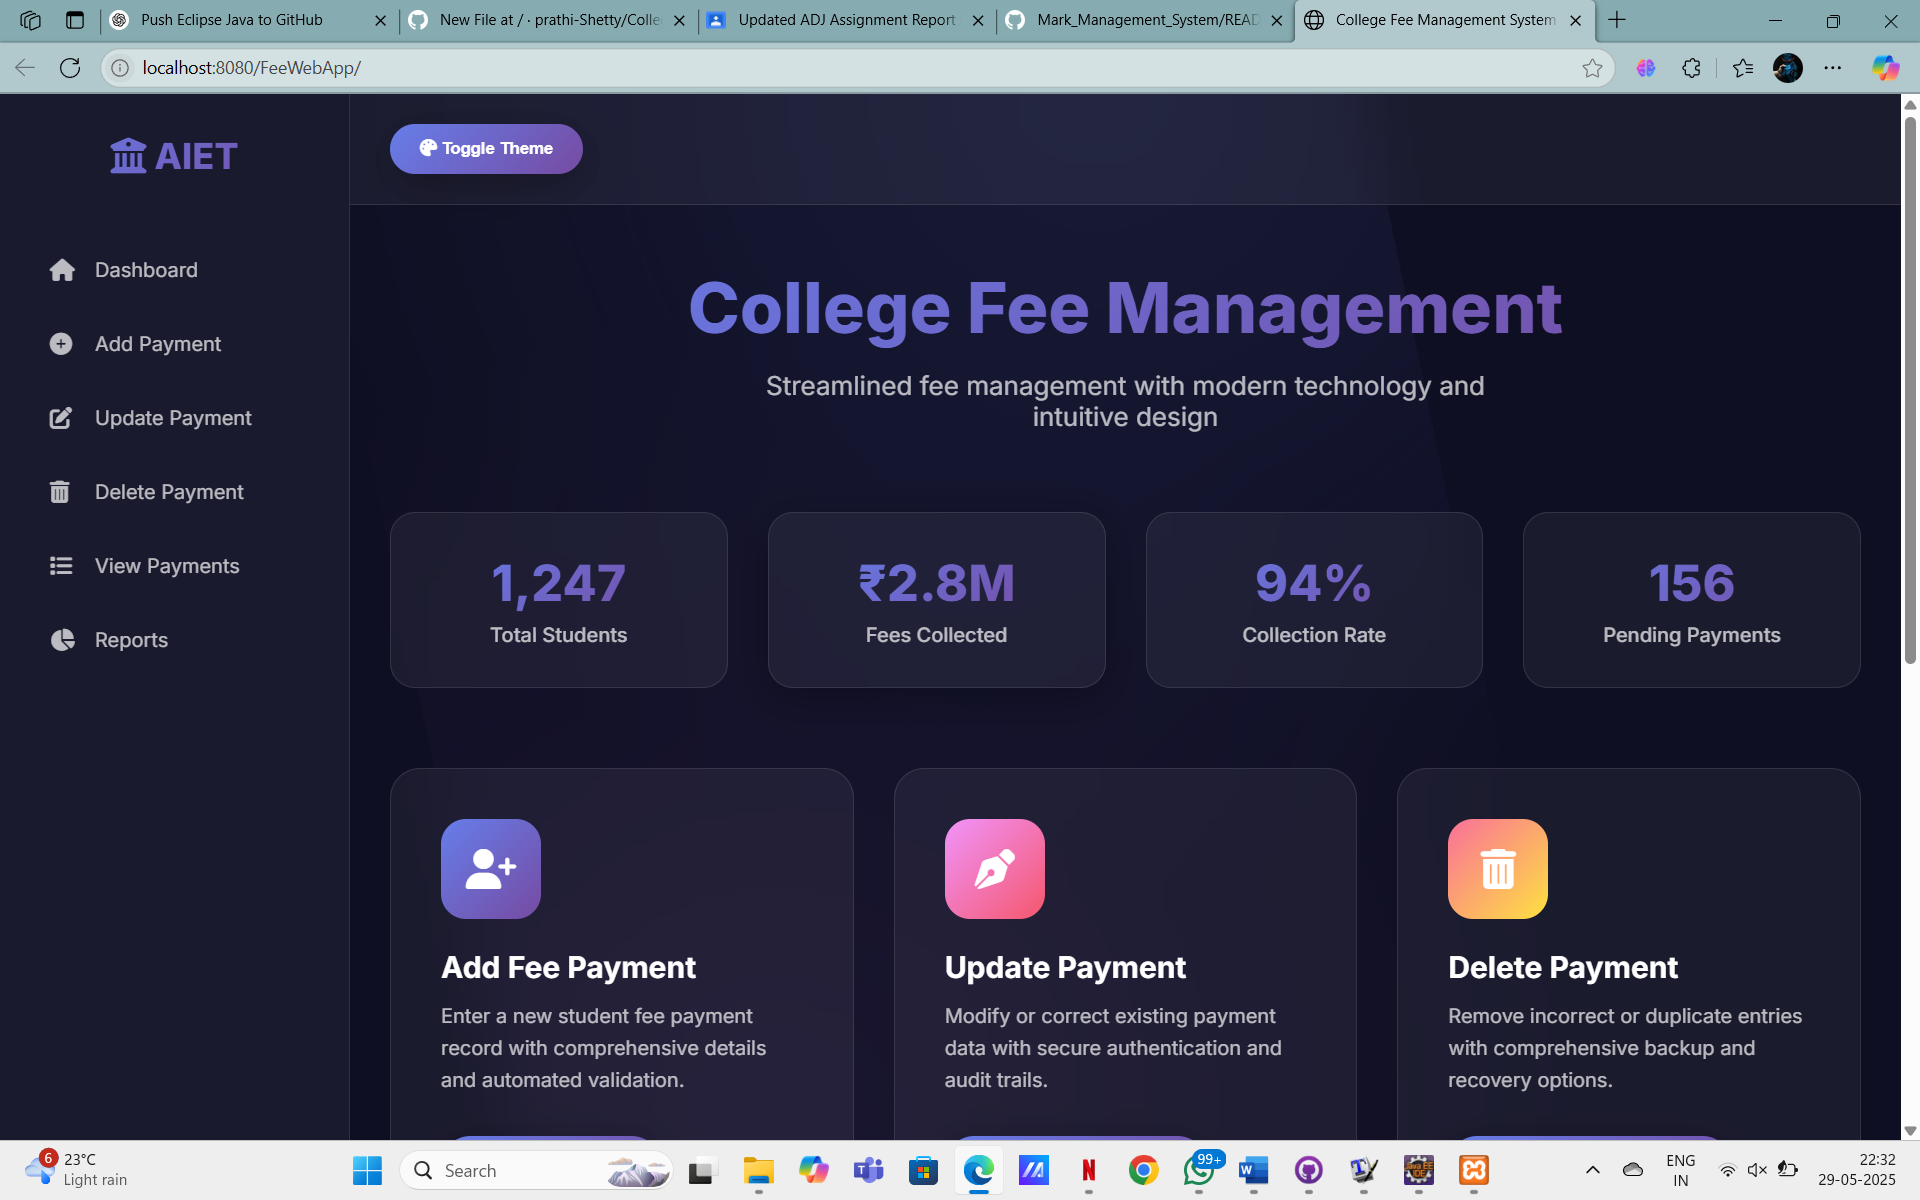 Push Eclipse Java to GitHub
New File at / · prathi-Shetty/Colle
Updated ADJ Assignment Report
Mark_Management_System/READ
College Fee Management System
localhost:8080/FeeWebApp/
AIET
Toggle Theme
Dashboard
Add Payment
Update Payment
Delete Payment
View Payments
Reports
College Fee Management
Streamlined fee management with modern technology and
intuitive design
1,247
Total Students
₹2.8M
Fees Collected
94%
Collection Rate
156
Pending Payments
Add Fee Payment
Enter a new student fee payment
record with comprehensive details
and automated validation.
Update Payment
Modify or correct existing payment
data with secure authentication and
audit trails.
Delete Payment
Remove incorrect or duplicate entries
with comprehensive backup and
recovery options.
6
23°C
Light rain
Search
99+
ENG
IN
22:32
29-05-2025